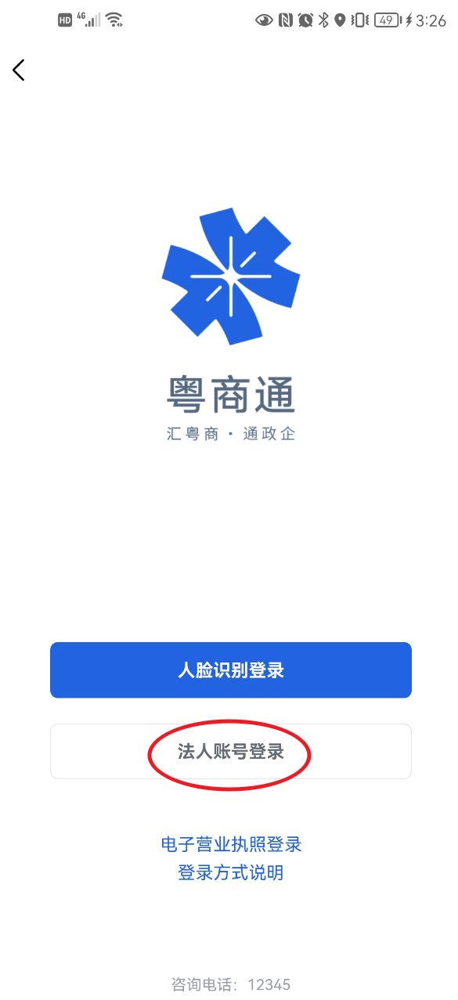 HD 4G 49 3:26
粤商通
汇粤商·通政企
人脸识别登录
法人账号登录
电子营业执照登录
登录方式说明
咨询电话：12345